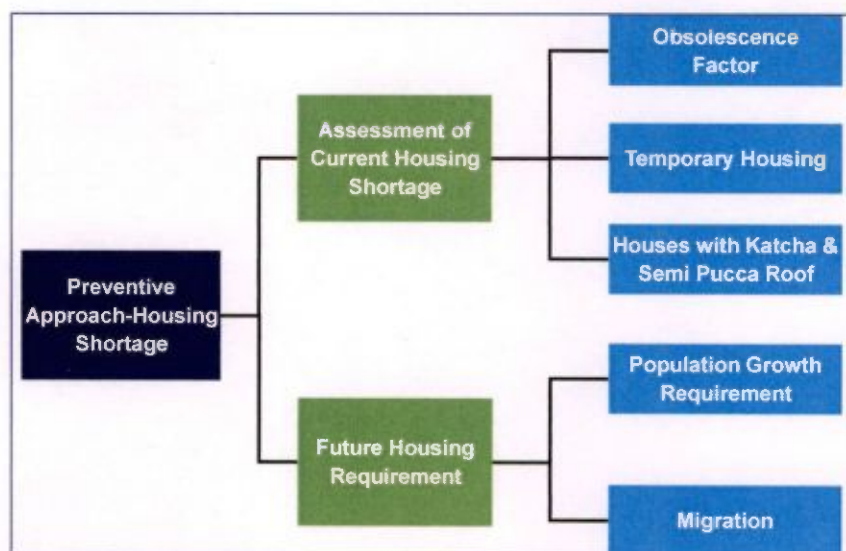 Preventive
Approach-Housing
Shortage
Assessment of
Current Housing
Shortage
Obsolescence
Factor
Temporary Housing
Houses with Katcha &
Semi Pucca Roof
Future Housing
Requirement
Population Growth
Requirement
Migration